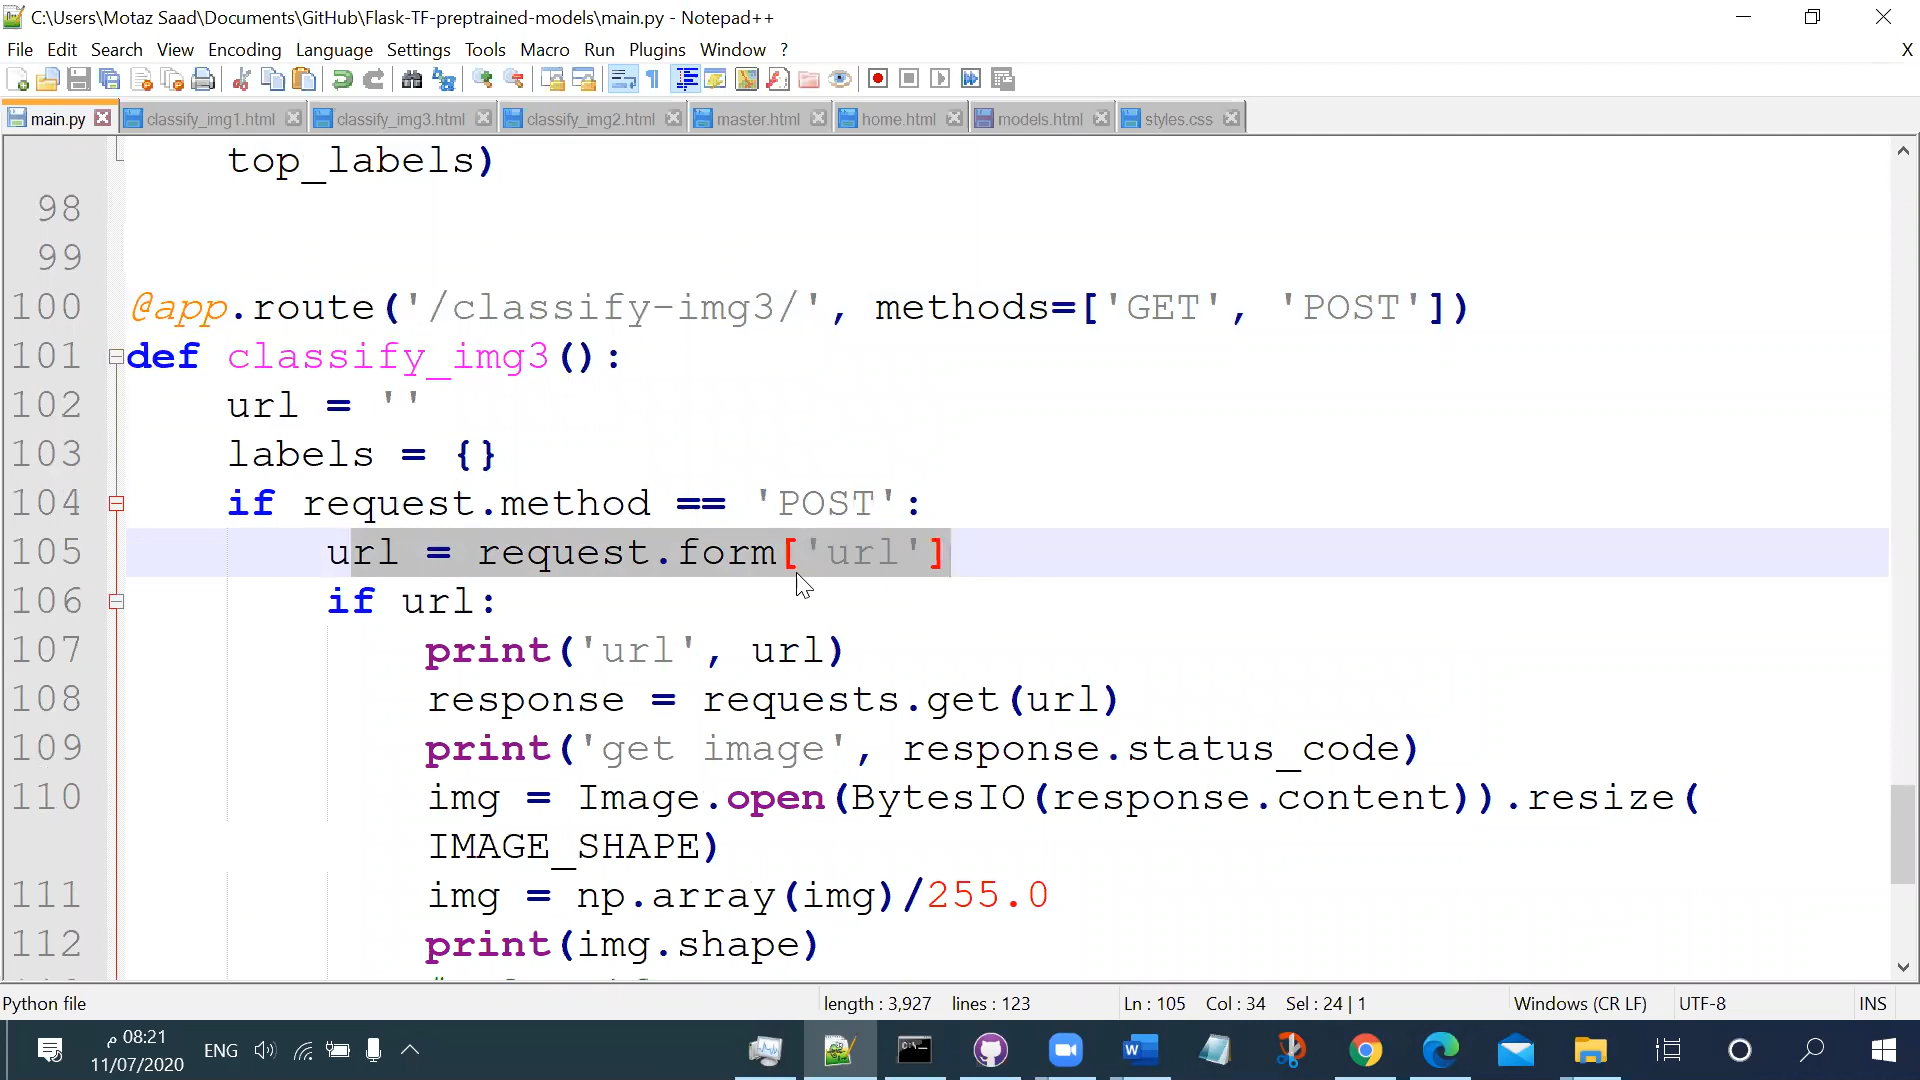 C:\Users\Motaz Saad\Documents\GitHub\Flask-TF-preptrained-models\main.py - Notepad++
File Edit Search View Encoding Language Settings Tools Macro Run Plugins Window ? X
main.py classify_img1.html classify_img3.html classify_img2.html master.html home.html models.html styles.css
top_labels)
98
99
100 @app.route('/classify-img3/', methods=['GET', 'POST'])
101 def classify_img3():
102 url = ''
103 labels = {}
104 if request.method == 'POST':
105 url = request.form['url']
106 if url:
107 print('url', url)
108 response = requests.get(url)
109 print('get image', response.status_code)
110 img = Image.open(BytesIO(response.content)).resize(
IMAGE_SHAPE)
111 img = np.array(img)/255.0
112 print(img.shape)
Python file length : 3,927 lines : 123 Ln : 105 Col : 34 Sel : 24 | 1 Windows (CR LF) UTF-8 INS
08:21 م
ENG
11/07/2020